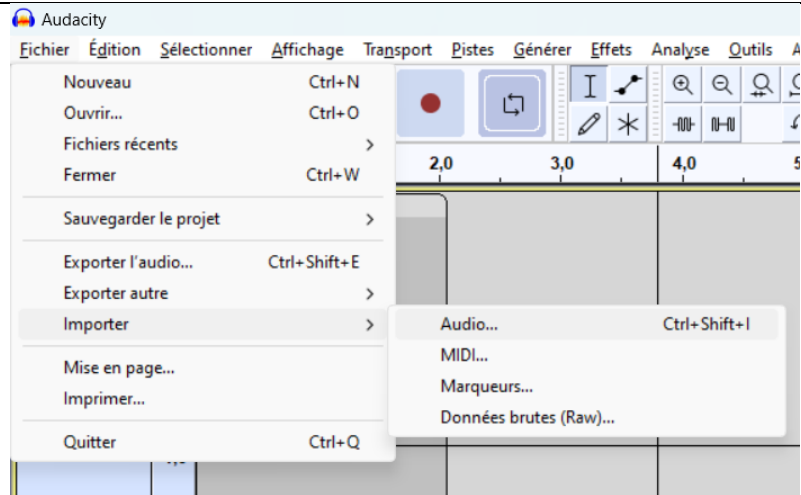 Audacity
Fichier Édition Sélectionner Affichage Transport Pistes Générer Effets Analyse Outils A
Nouveau Ctrl+N
Ouvrir... Ctrl+O
Fichiers récents
Fermer Ctrl+W
Sauvegarder le projet
Exporter l'audio... Ctrl+Shift+E
Exporter autre
Importer
Mise en page...
Imprimer...
Quitter Ctrl+Q
2,0 3,0 4,0 5
Audio... Ctrl+Shift+I
MIDI...
Marqueurs...
Données brutes (Raw)...